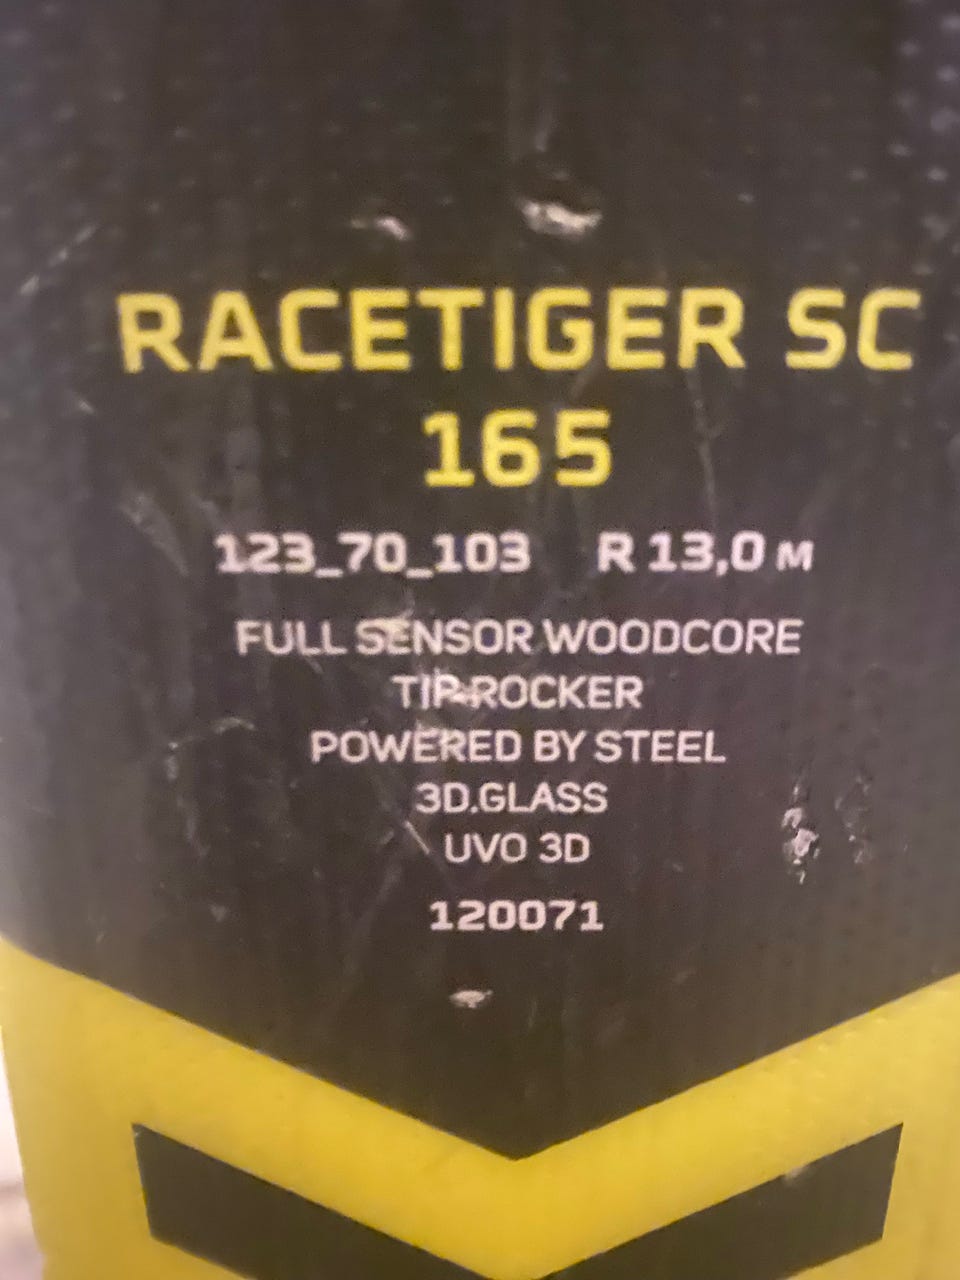 RACETIGER SC
165
123_70_103 R 13,0 M
FULL SENSOR WOODCORE
TIP ROCKER
POWERED BY STEEL
3D.GLASS
UVO 3D
120071